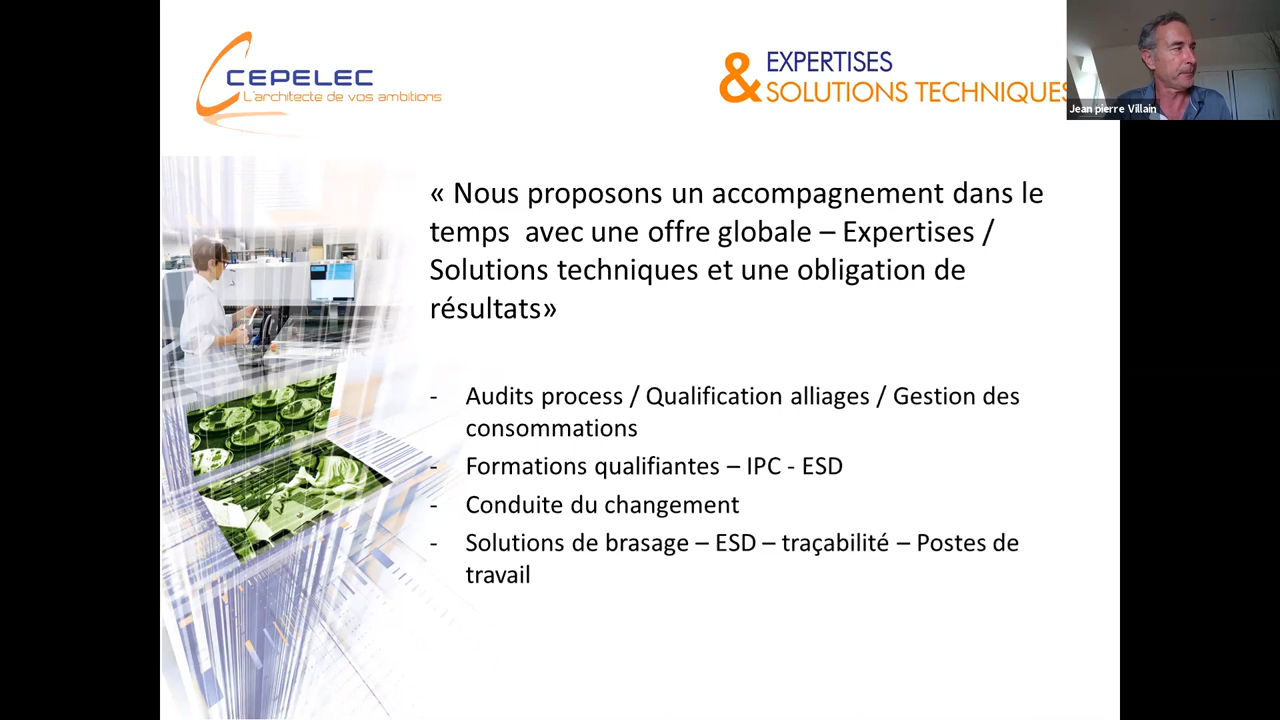 CEPELEC
L'architecte de vos ambitions
& EXPERTISES
SOLUTIONS TECHNIQUES
Jean pierre Villain
« Nous proposons un accompagnement dans le
temps avec une offre globale – Expertises /
Solutions techniques et une obligation de
résultats»
- Audits process / Qualification alliages / Gestion des
consommations
- Formations qualifiantes – IPC - ESD
- Conduite du changement
- Solutions de brasage – ESD – traçabilité – Postes de
travail